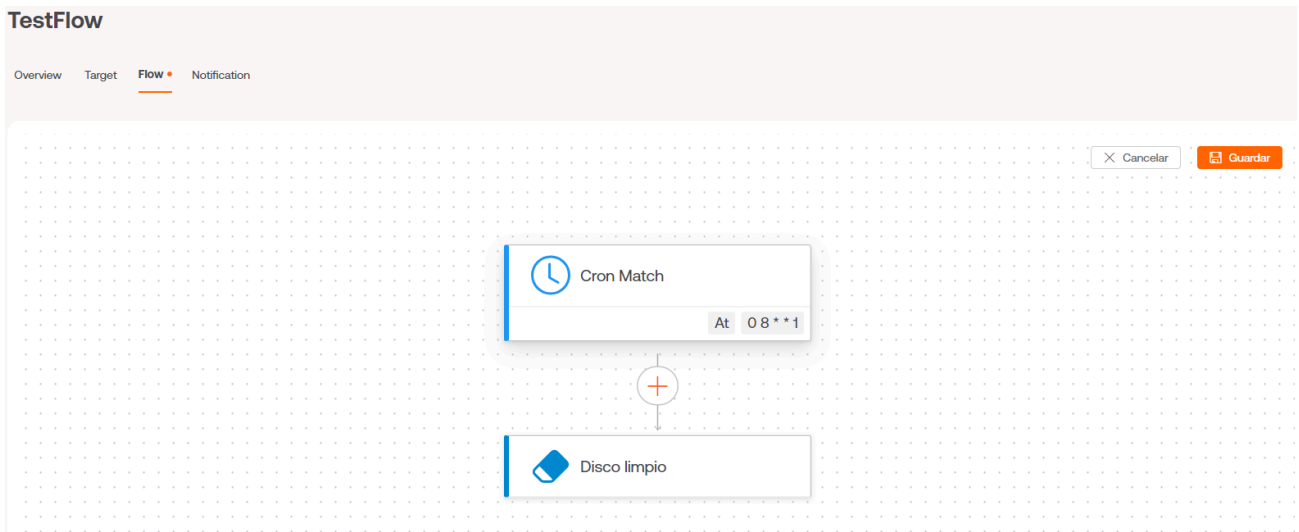 TestFlow
Overview Target Flow Notification
Cancelar Guardar
Cron Match
At 0 8 * * 1
Disco limpio